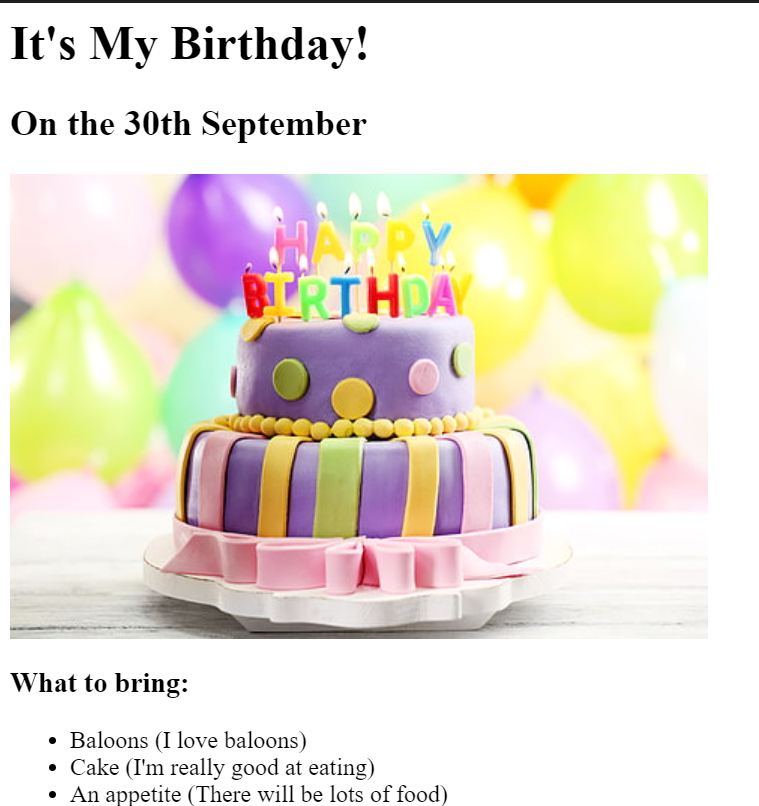 It's My Birthday!
On the 30th September
HAPPY
BIRTHDAY
What to bring:
Baloons (I love baloons)
Cake (I'm really good at eating)
An appetite (There will be lots of food)